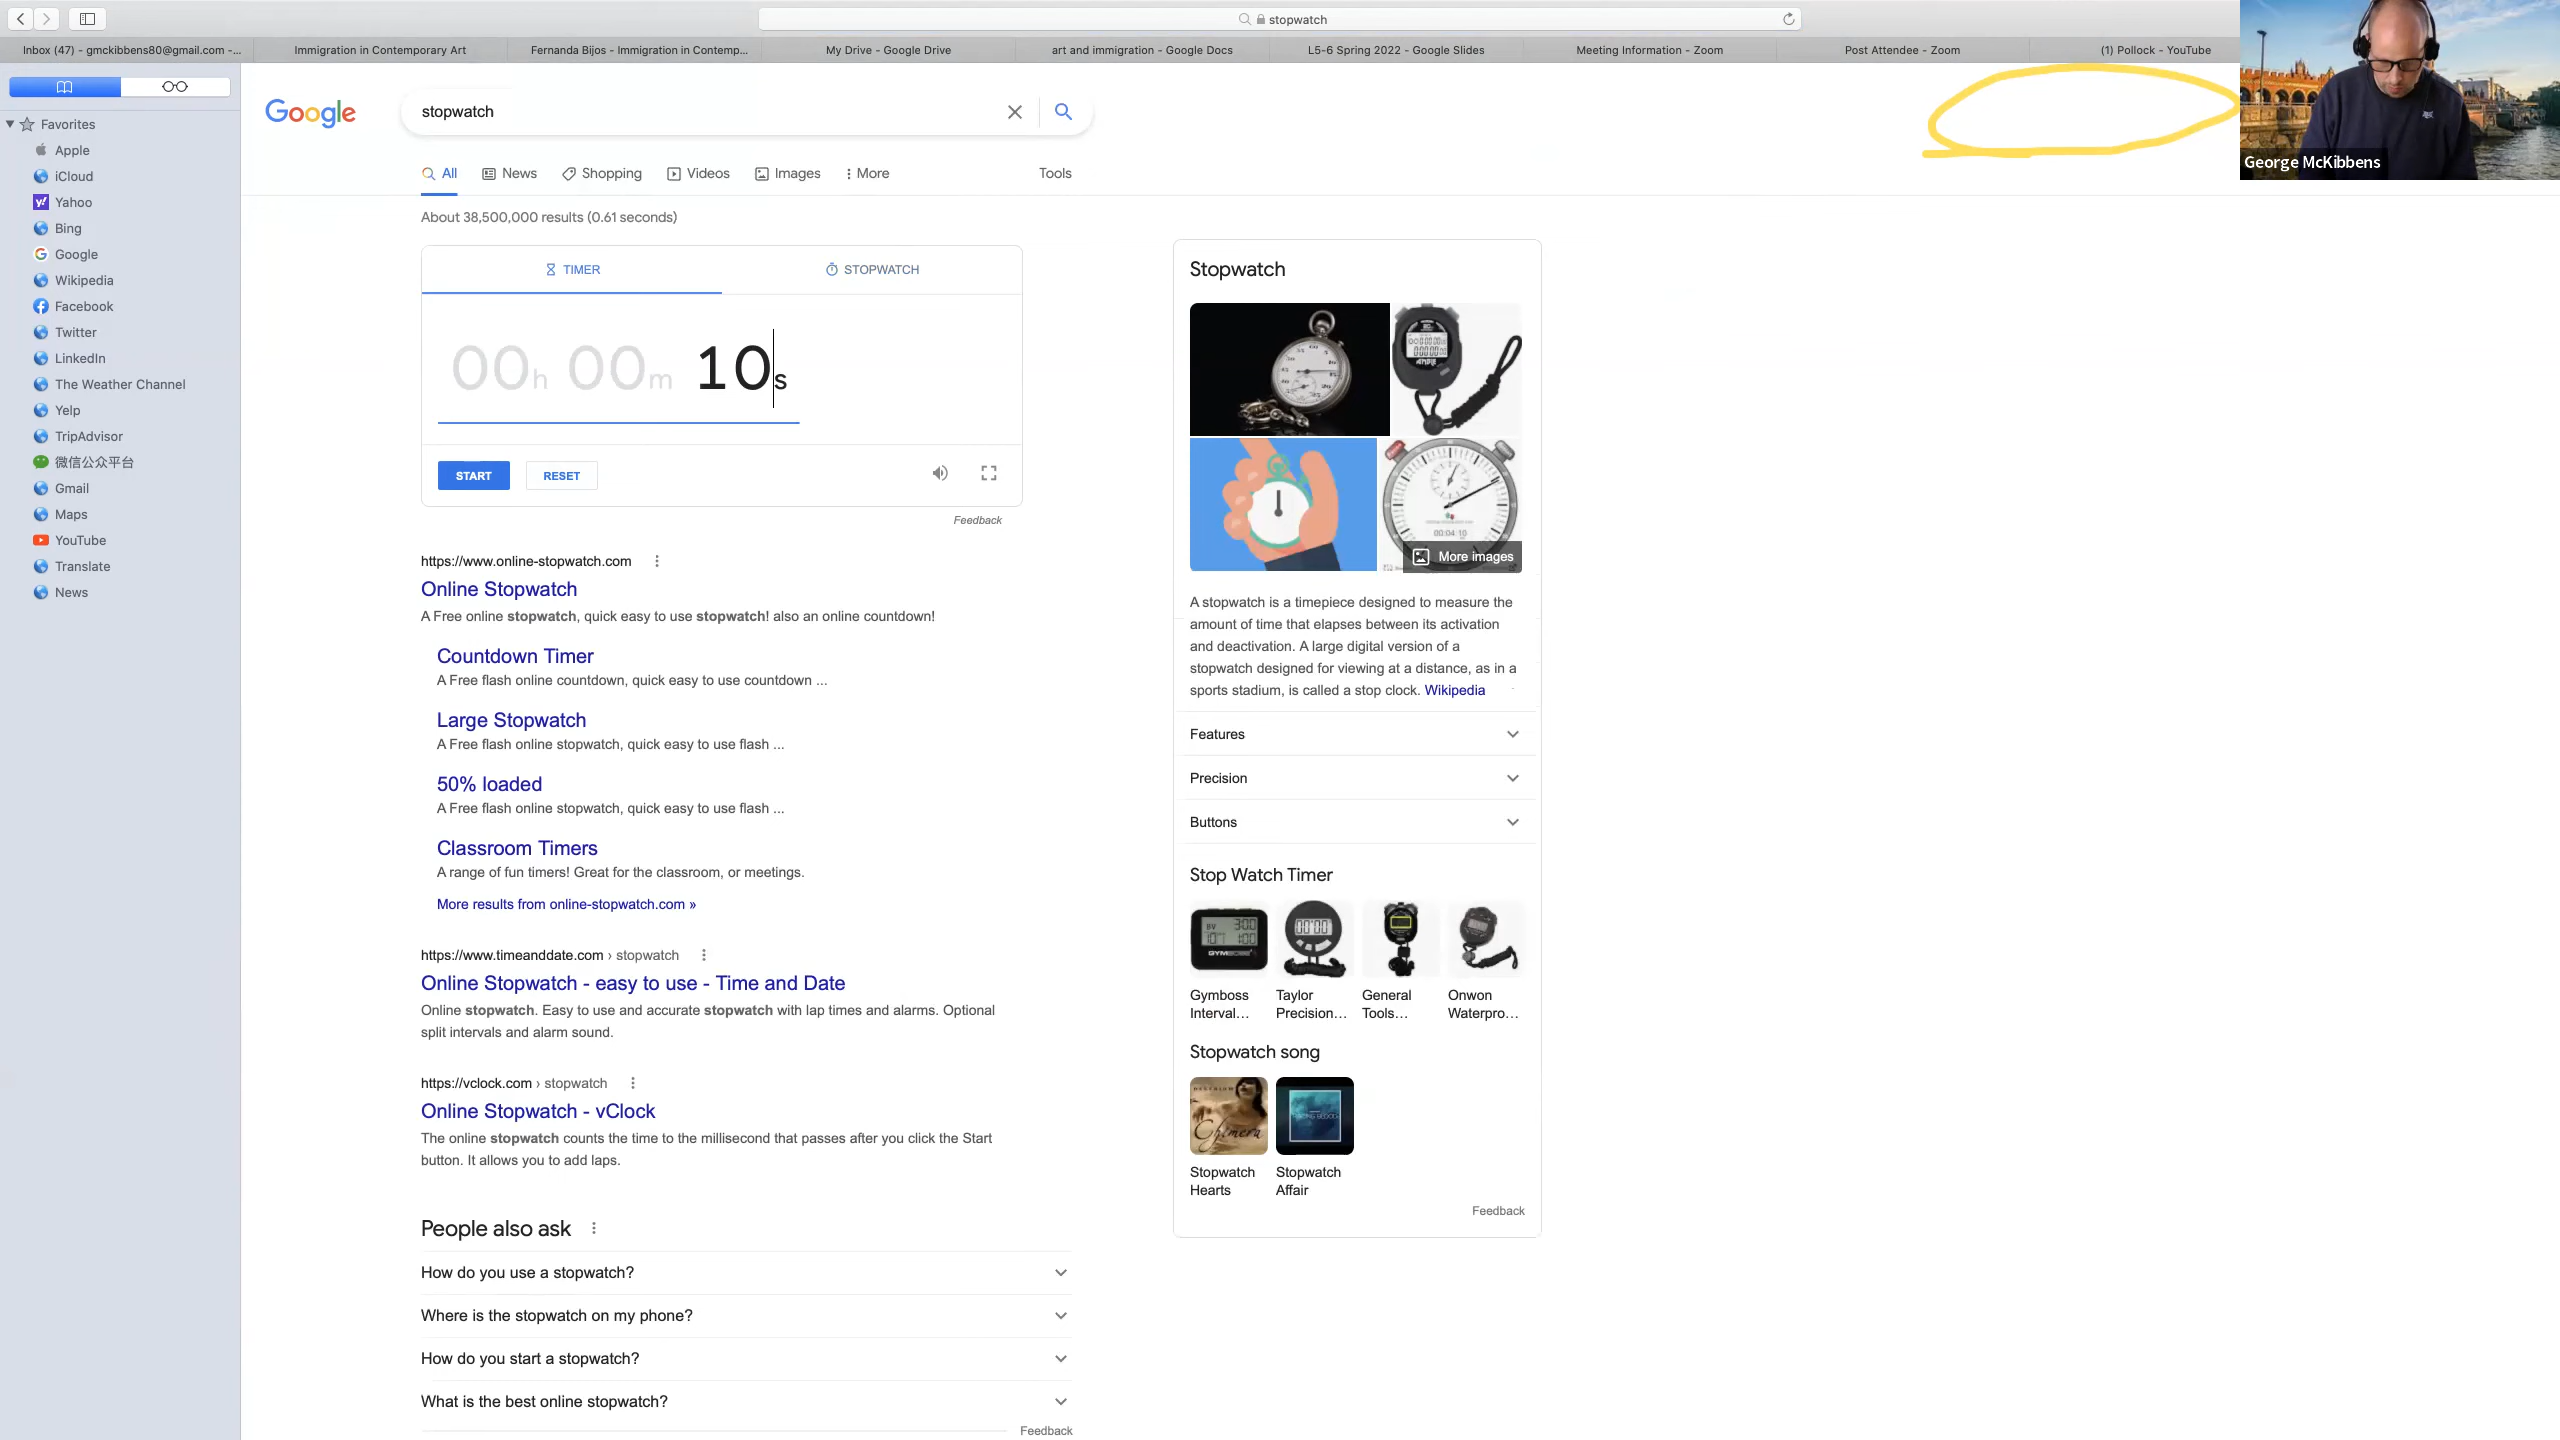 stopwatch
Inbox (47) - gmckibbens80@gmail.com -...
Immigration in Contemporary Art
Fernanda Bijos - Immigration in Contemp...
My Drive - Google Drive
art and immigration - Google Docs
L5-6 Spring 2022 - Google Slides
Meeting Information - Zoom
Post Attendee - Zoom
(1) Pollock - YouTube
George McKibbens
Favorites
Apple
iCloud
Yahoo
Bing
Google
Wikipedia
Facebook
Twitter
LinkedIn
The Weather Channel
Yelp
TripAdvisor
微信公众平台
Gmail
Maps
YouTube
Translate
News
Google
stopwatch
All
News
Shopping
Videos
Images
More
Tools
About 38,500,000 results (0.61 seconds)
TIMER
STOPWATCH
00h 00m 10s
START
RESET
Feedback
https://www.online-stopwatch.com
Online Stopwatch
A Free online stopwatch, quick easy to use stopwatch! also an online countdown!
Countdown Timer
A Free flash online countdown, quick easy to use countdown ...
Large Stopwatch
A Free flash online stopwatch, quick easy to use flash ...
50% loaded
A Free flash online stopwatch, quick easy to use flash ...
Classroom Timers
A range of fun timers! Great for the classroom, or meetings.
More results from online-stopwatch.com »
https://www.timeanddate.com › stopwatch
Online Stopwatch - easy to use - Time and Date
Online stopwatch. Easy to use and accurate stopwatch with lap times and alarms. Optional
split intervals and alarm sound.
https://vclock.com › stopwatch
Online Stopwatch - vClock
The online stopwatch counts the time to the millisecond that passes after you click the Start
button. It allows you to add laps.
People also ask
How do you use a stopwatch?
Where is the stopwatch on my phone?
How do you start a stopwatch?
What is the best online stopwatch?
Feedback
Stopwatch
More images
A stopwatch is a timepiece designed to measure the
amount of time that elapses between its activation
and deactivation. A large digital version of a
stopwatch designed for viewing at a distance, as in a
sports stadium, is called a stop clock. Wikipedia
Features
Precision
Buttons
Stop Watch Timer
Gymboss
Interval...
Taylor
Precision...
General
Tools...
Onwon
Waterpro...
Stopwatch song
Chimera
Stopwatch
Hearts
Stopwatch
Affair
Feedback